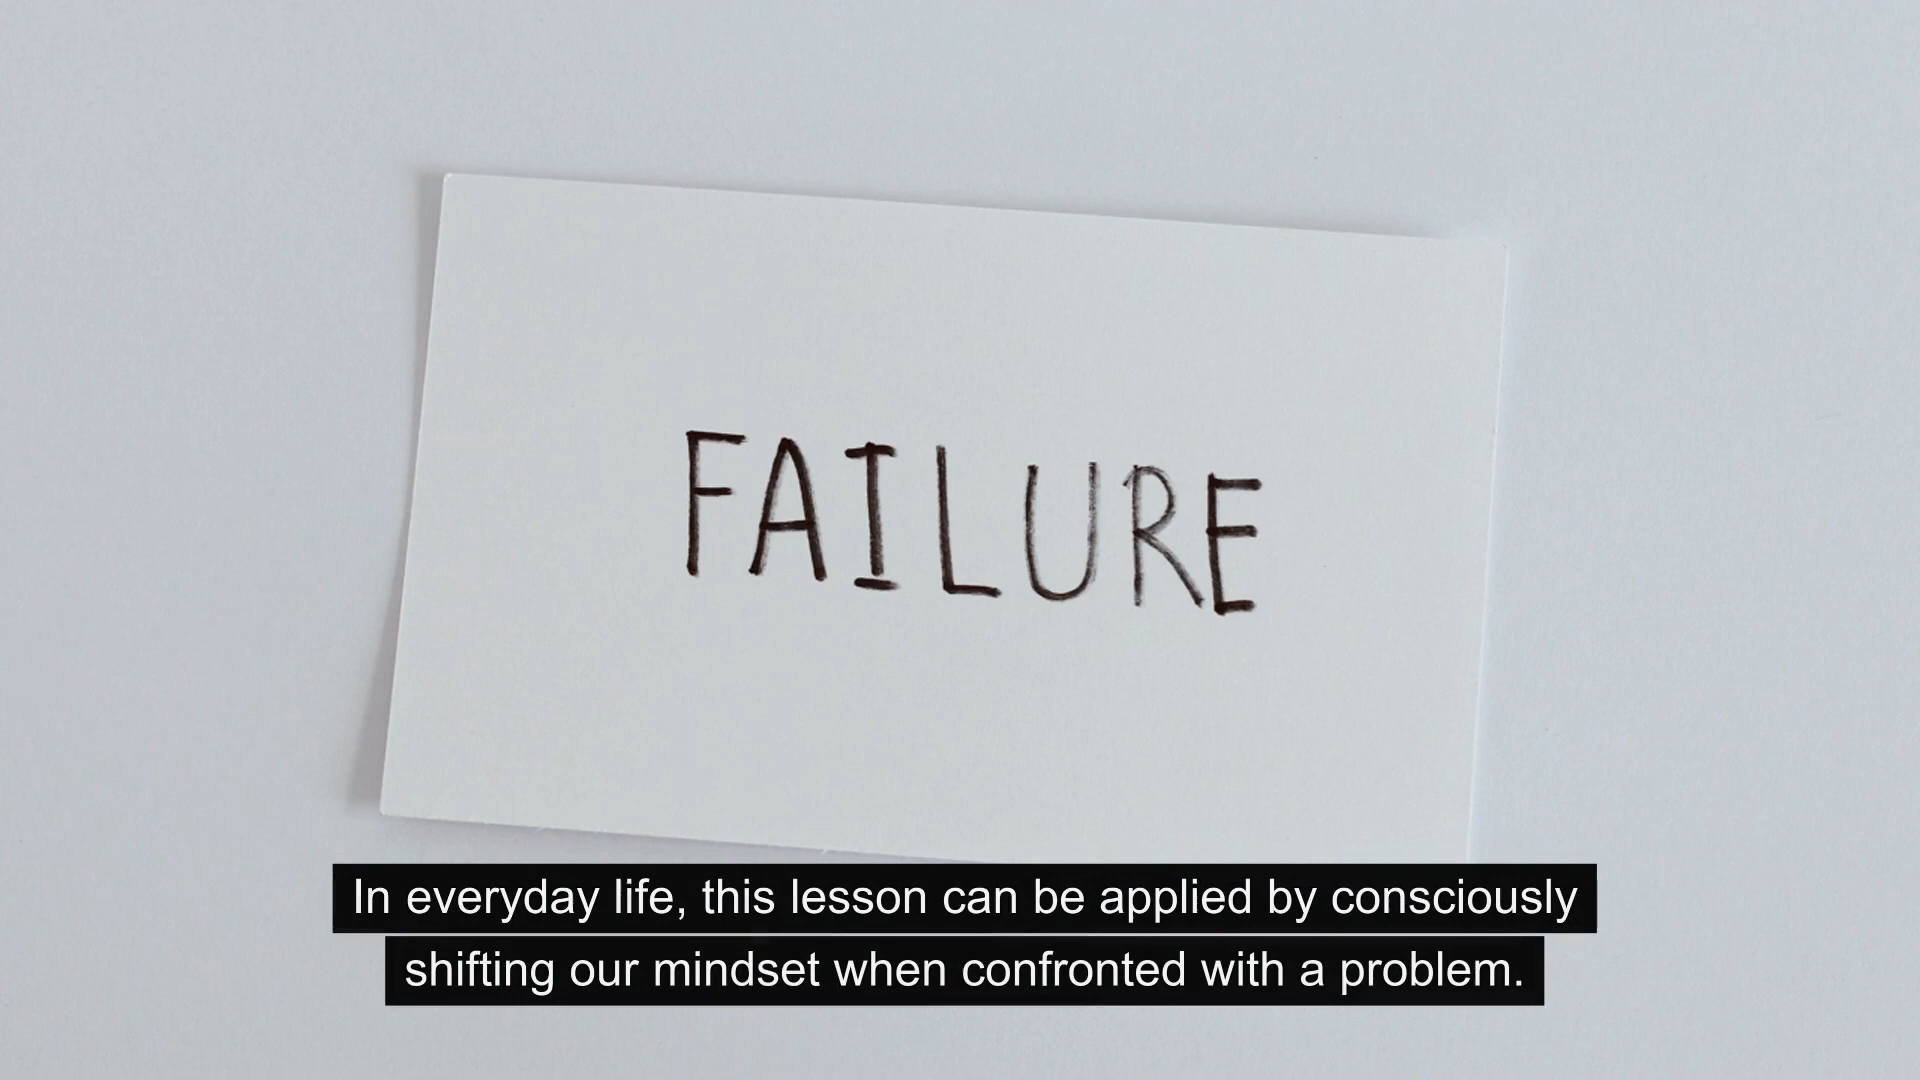 FAILURE
In everyday life, this lesson can be applied by consciously
shifting our mindset when confronted with a problem.